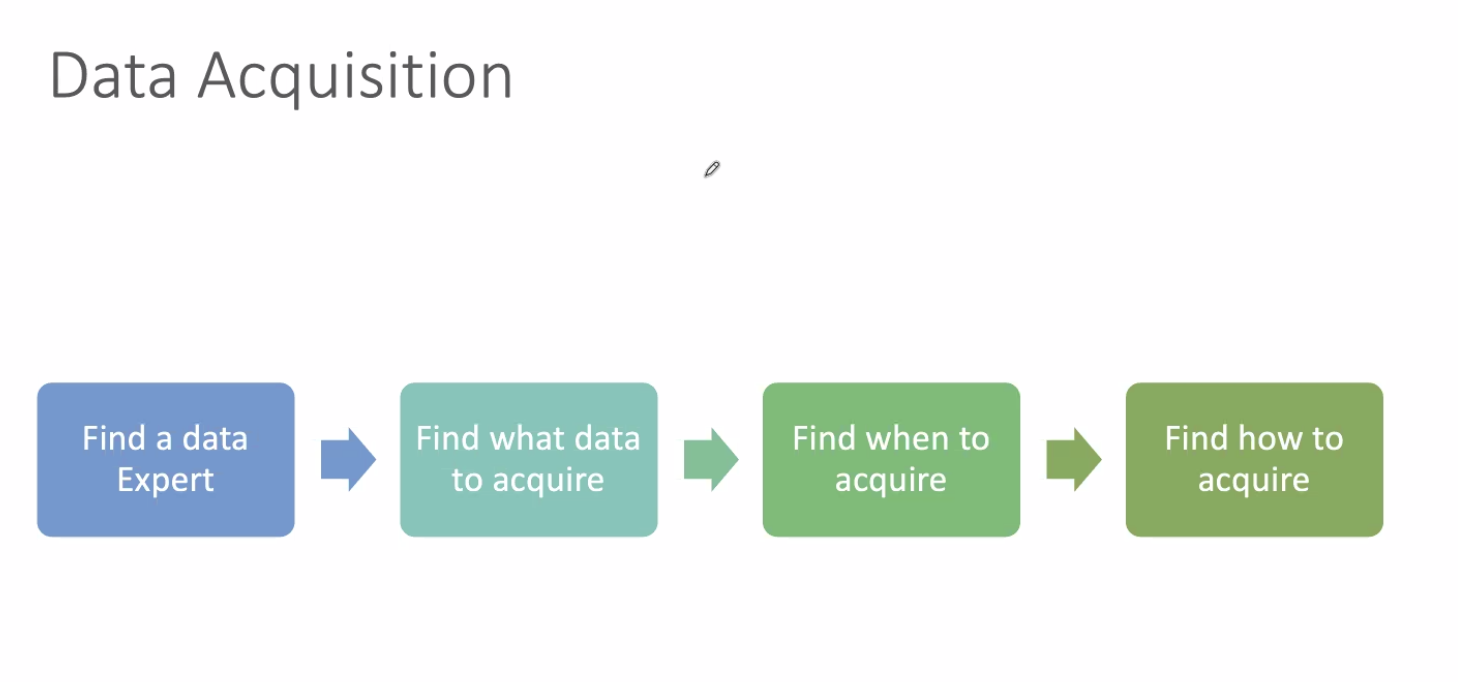 Data Acquisition
Find a data
Expert
Find what data
to acquire
Find when to
acquire
Find how to
acquire